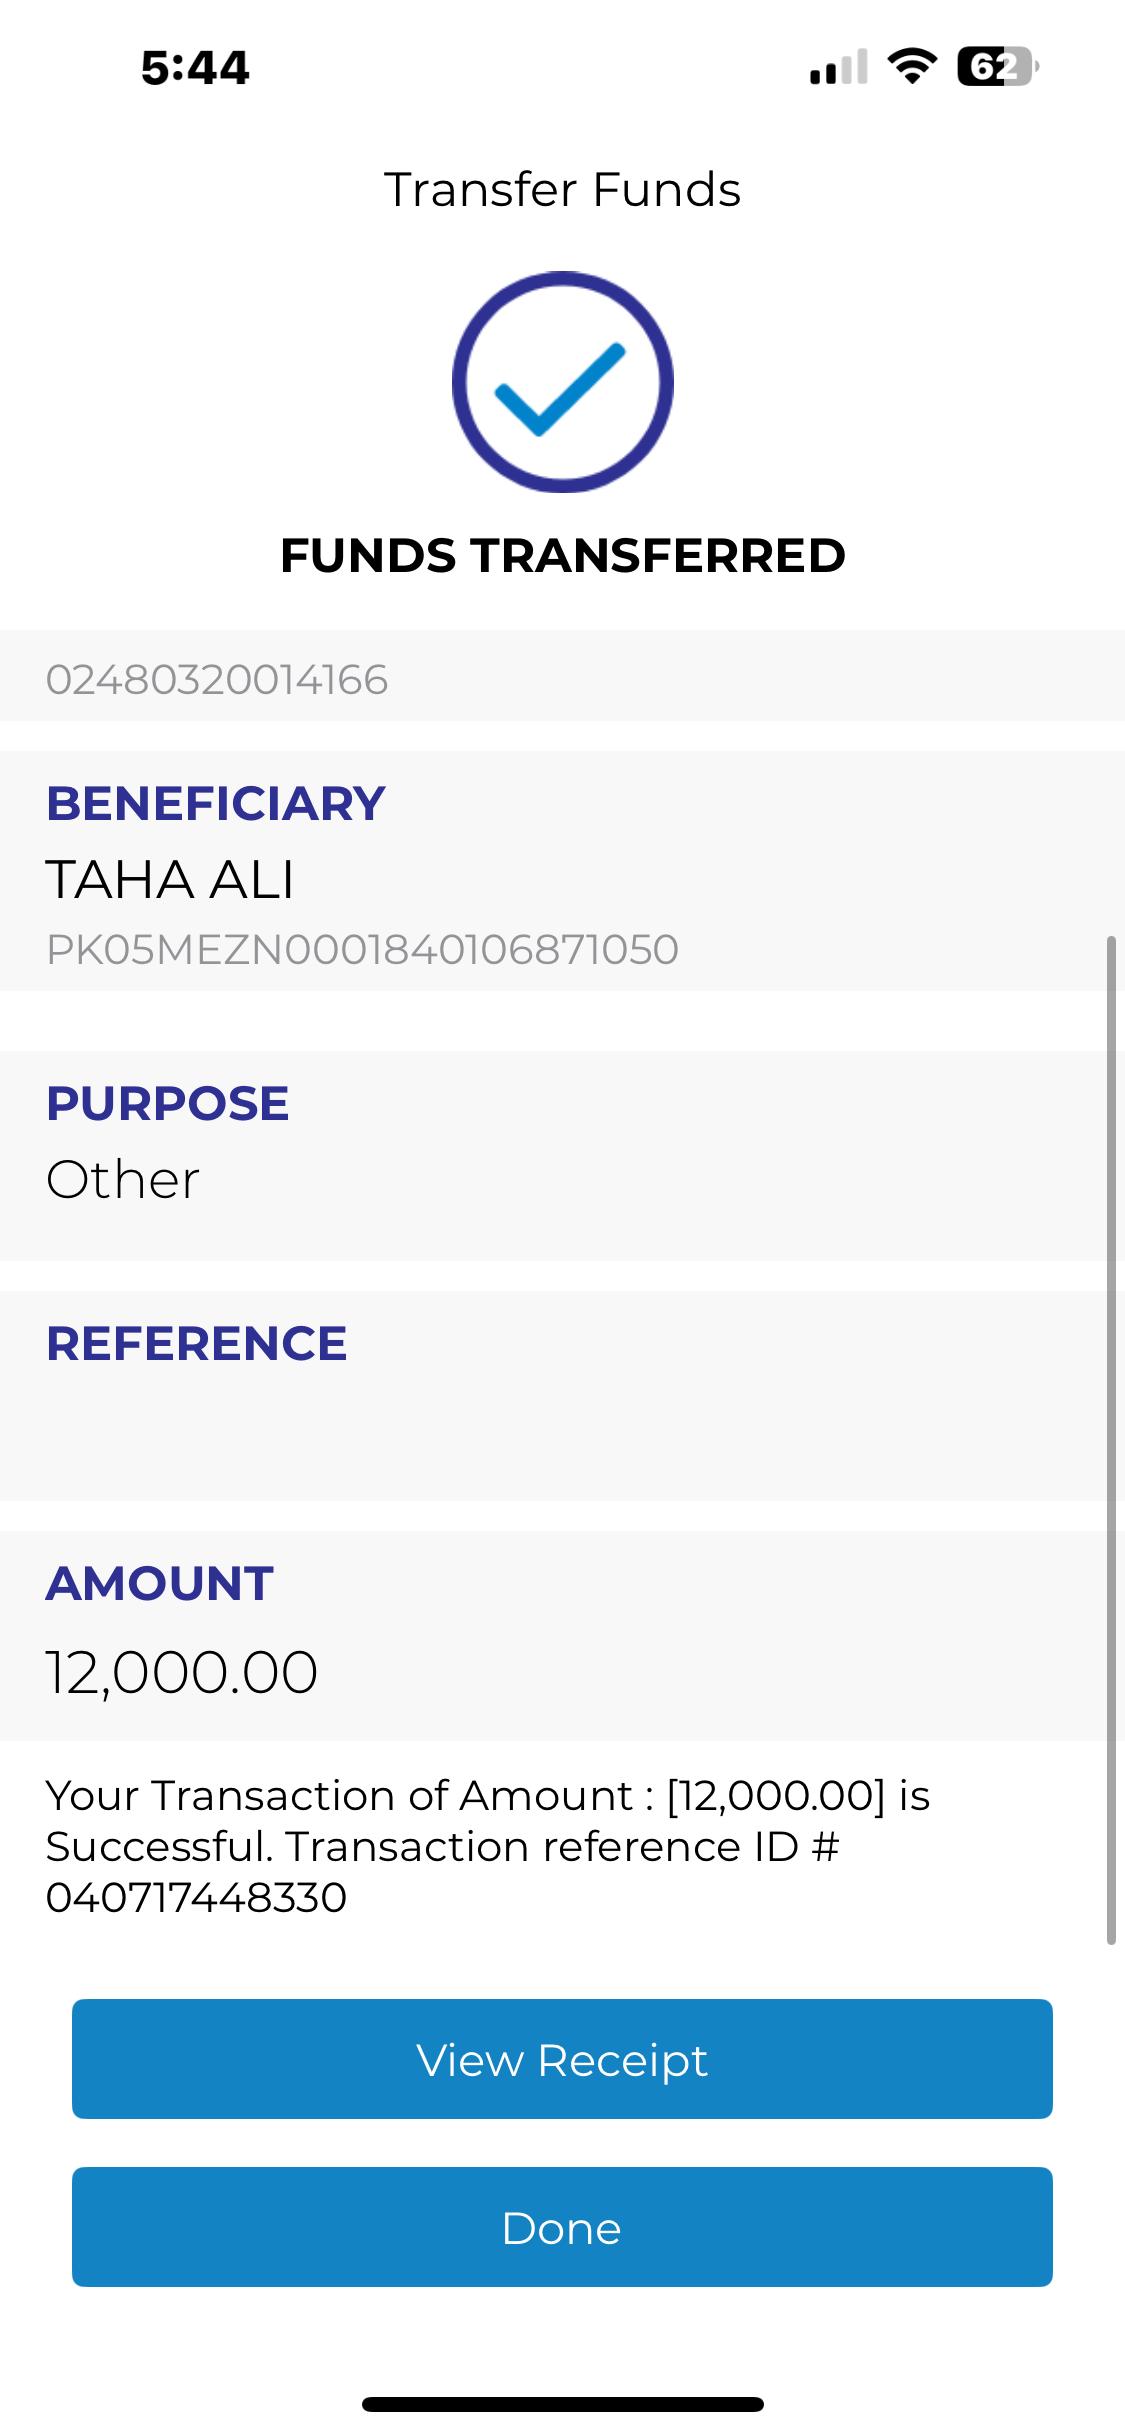 5:44
62
Transfer Funds
FUNDS TRANSFERRED
02480320014166
BENEFICIARY
TAHA ALI
PK05MEZN0001840106871050
PURPOSE
Other
REFERENCE
AMOUNT
12,000.00
Your Transaction of Amount : [12,000.00] is
Successful. Transaction reference ID #
040717448330
View Receipt
Done